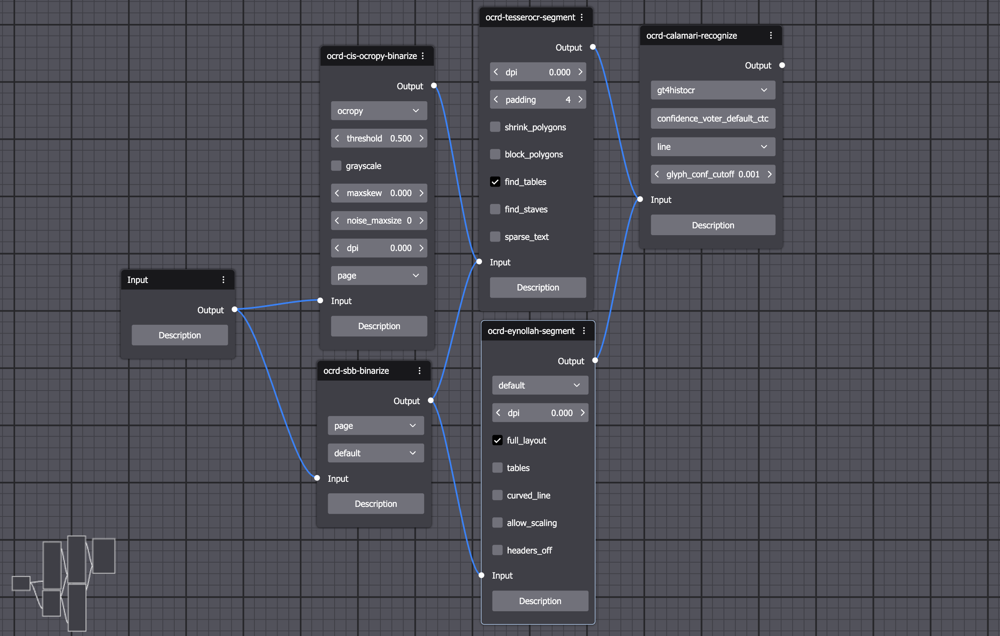 Input
Output
Description
ocrd-cis-ocropy-binarize
Output
ocropy
threshold 0.500
grayscale
maxskew 0.000
noise_maxsize 0
dpi 0.000
page
Input
Description
ocrd-sbb-binarize
Output
page
default
Input
Description
ocrd-tesserocr-segment
Output
dpi 0.000
padding 4
shrink_polygons
block_polygons
find_tables
find_staves
sparse_text
Input
Description
ocrd-eynollah-segment
Output
default
dpi 0.000
full_layout
tables
curved_line
allow_scaling
headers_off
Input
Description
ocrd-calamari-recognize
Output
gt4histocr
confidence_voter_default_ctc
line
glyph_conf_cutoff 0.001
Input
Description